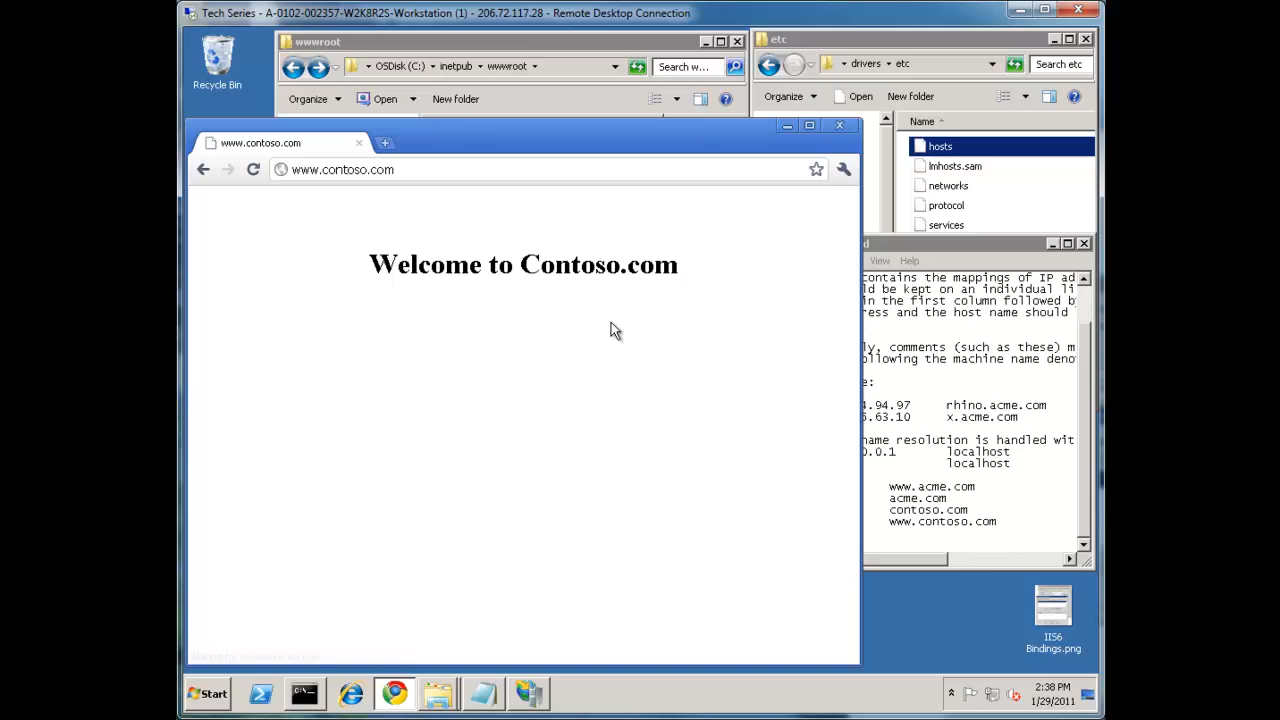 Tech Series - A-0102-002357-W2K8R2S-Workstation (1) - 206.72.117.28 - Remote Desktop Connection
Recycle Bin
wwwroot
OSDisk (C:)
inetpub
wwwroot
Search w...
Organize
Open
New folder
etc
drivers
etc
Search etc
Organize
Open
New folder
Name
hosts
lmhosts.sam
networks
protocol
services
www.contoso.com
www.contoso.com
Welcome to Contoso.com
d
View Help
contains the mappings of IP ad
ld be kept on an individual li
in the first column followed by
ress and the host name should
ly, comments (such as these) m
ollowing the machine name deno
e:
4.94.97 rhino.acme.com
5.63.10 x.acme.com
name resolution is handled wit
0.0.1 localhost
localhost
www.acme.com
acme.com
contoso.com
www.contoso.com
IIS6
Bindings.png
Start
2:38 PM
1/29/2011